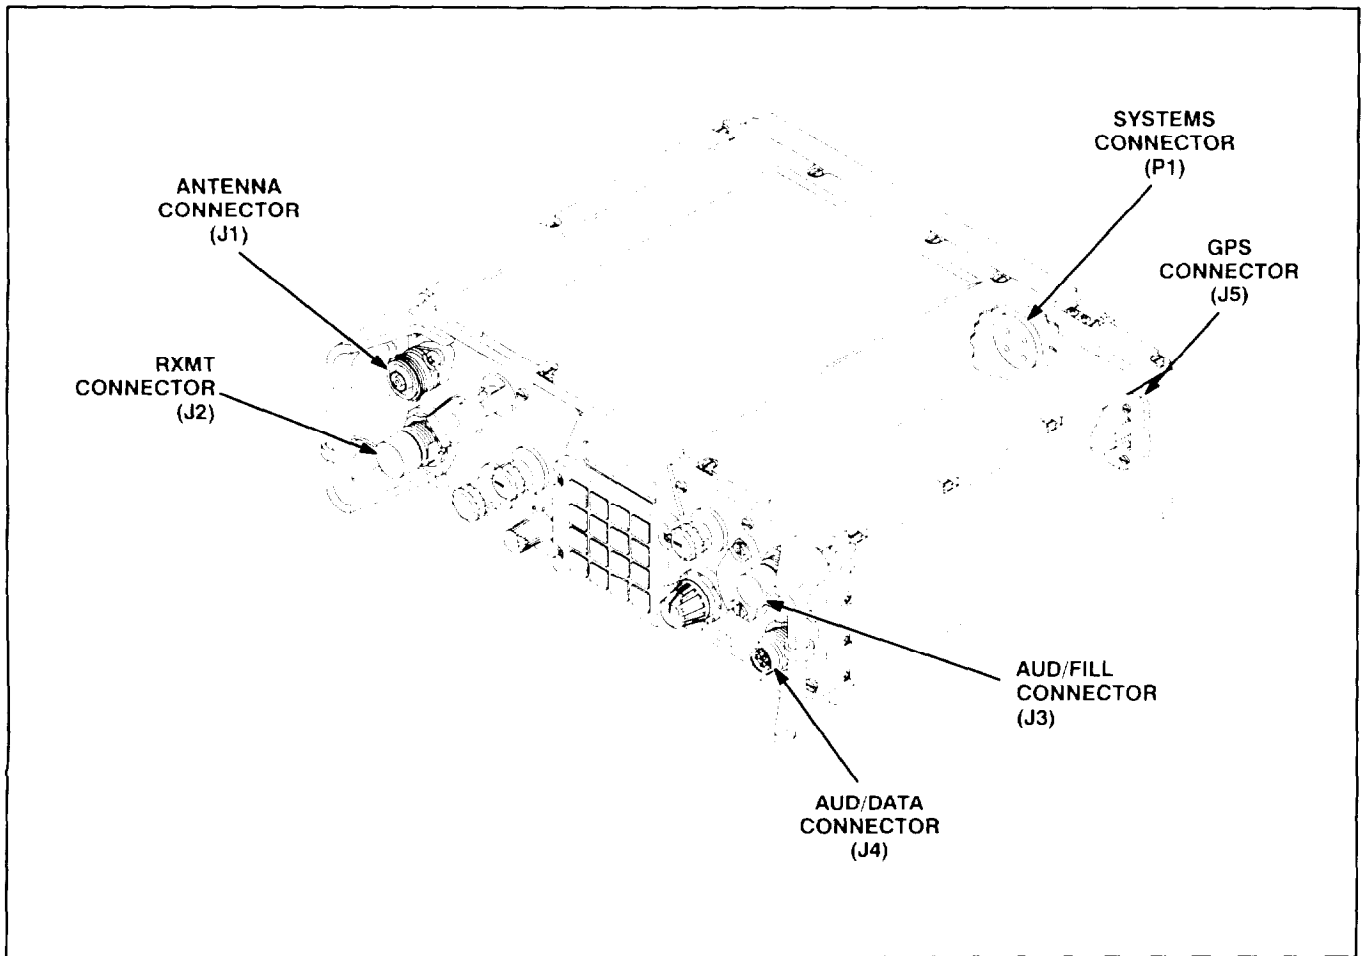 SYSTEMS
CONNECTOR
(P1)
ANTENNA
CONNECTOR
(J1)
GPS
CONNECTOR
(J5)
RXMT
CONNECTOR
(J2)
AUD/FILL
CONNECTOR
(J3)
AUD/DATA
CONNECTOR
(J4)